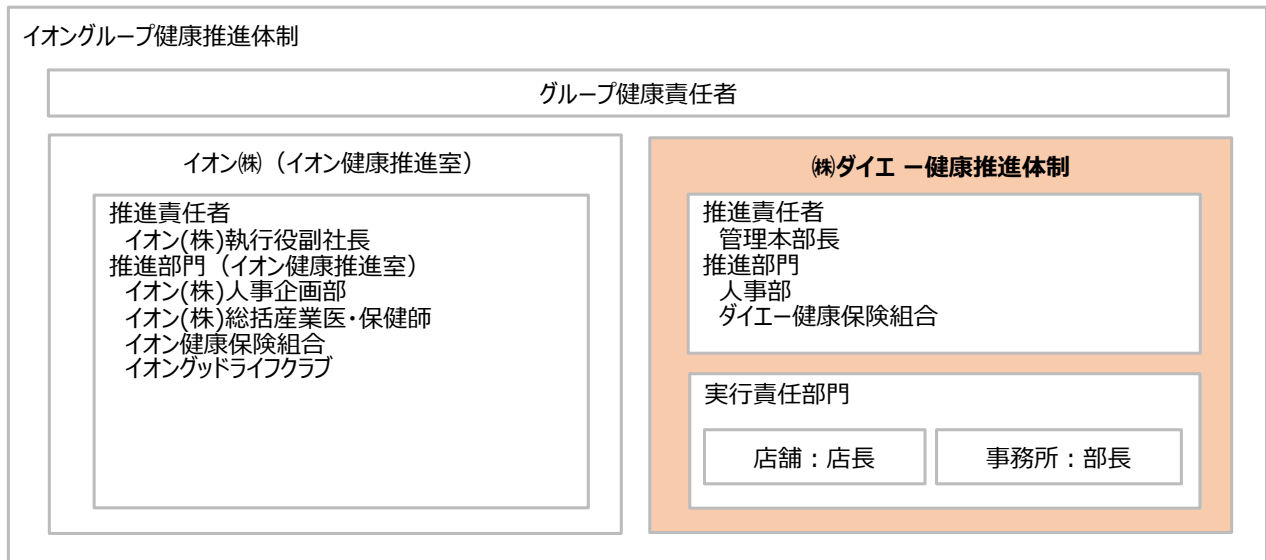 イオングループ健康推進体制
グループ健康責任者
イオン㈱（イオン健康推進室）
推進責任者
イオン(株)執行役副社長
推進部門（イオン健康推進室）
イオン(株)人事企画部
イオン(株)総括産業医・保健師
イオン健康保険組合
イオングッドライフクラブ
㈱ダイエー健康推進体制
推進責任者
管理本部長
推進部門
人事部
ダイエー健康保険組合
実行責任部門
店舗：店長
事務所：部長